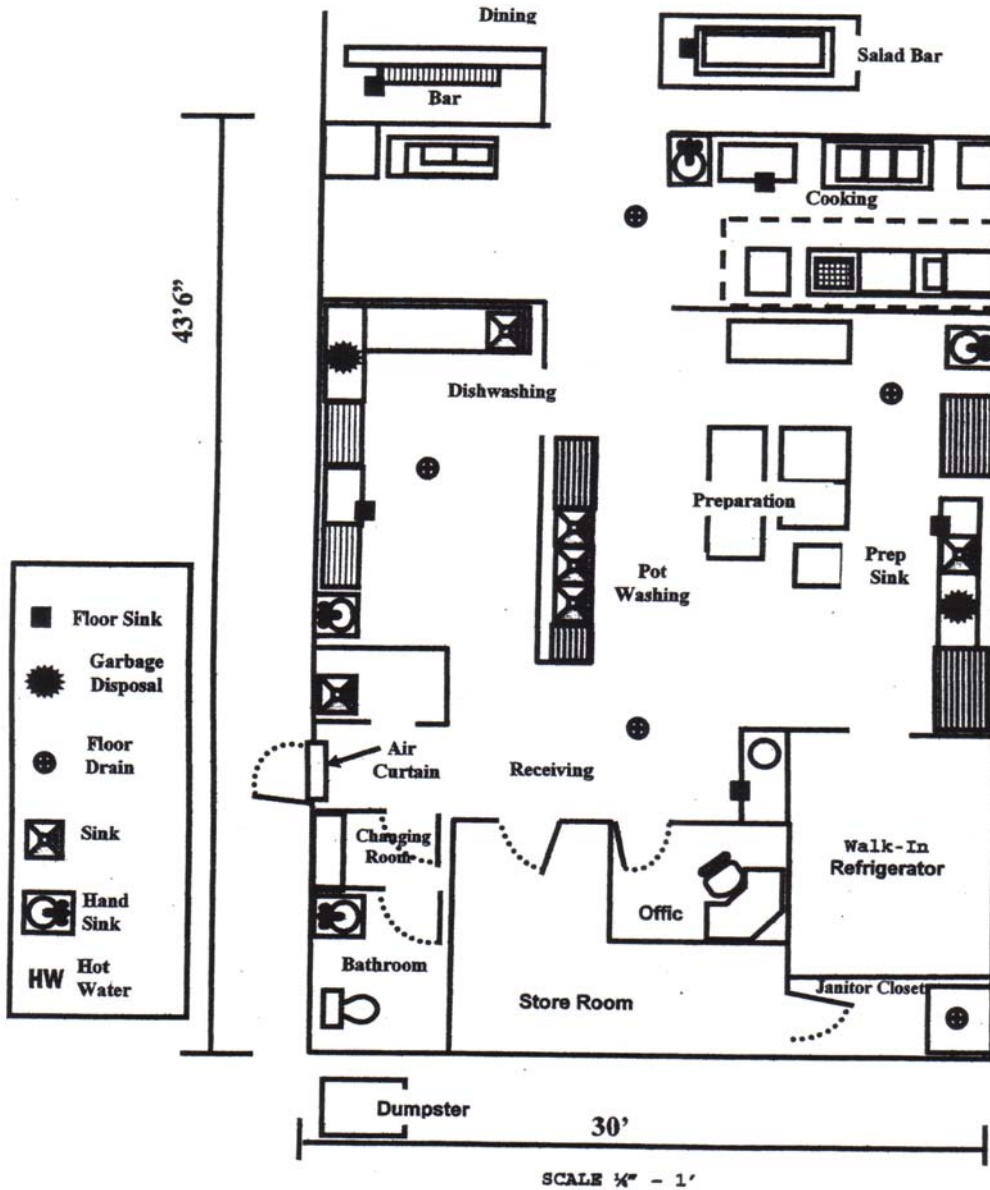 Dining
Salad Bar
Bar
Cooking
43'6"
Dishwashing
Preparation
Prep
Sink
Pot
Washing
Floor Sink
Garbage
Disposal
Floor
Drain
Sink
Hand
Sink
HW Hot
Water
Air
Curtain
Receiving
Changing
Room
Walk-In
Refrigerator
Offic
Bathroom
Store Room
Janitor Closet
Dumpster
30'
SCALE ¼" - 1'